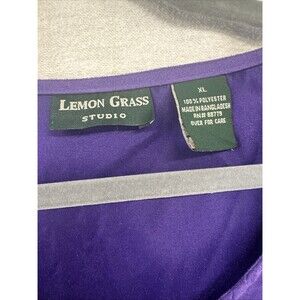 LEMON GRASS
STUDIO
XL
100% POLYESTER
MADE IN BANGLADESH
RN# 88779
OVER FOR CARE